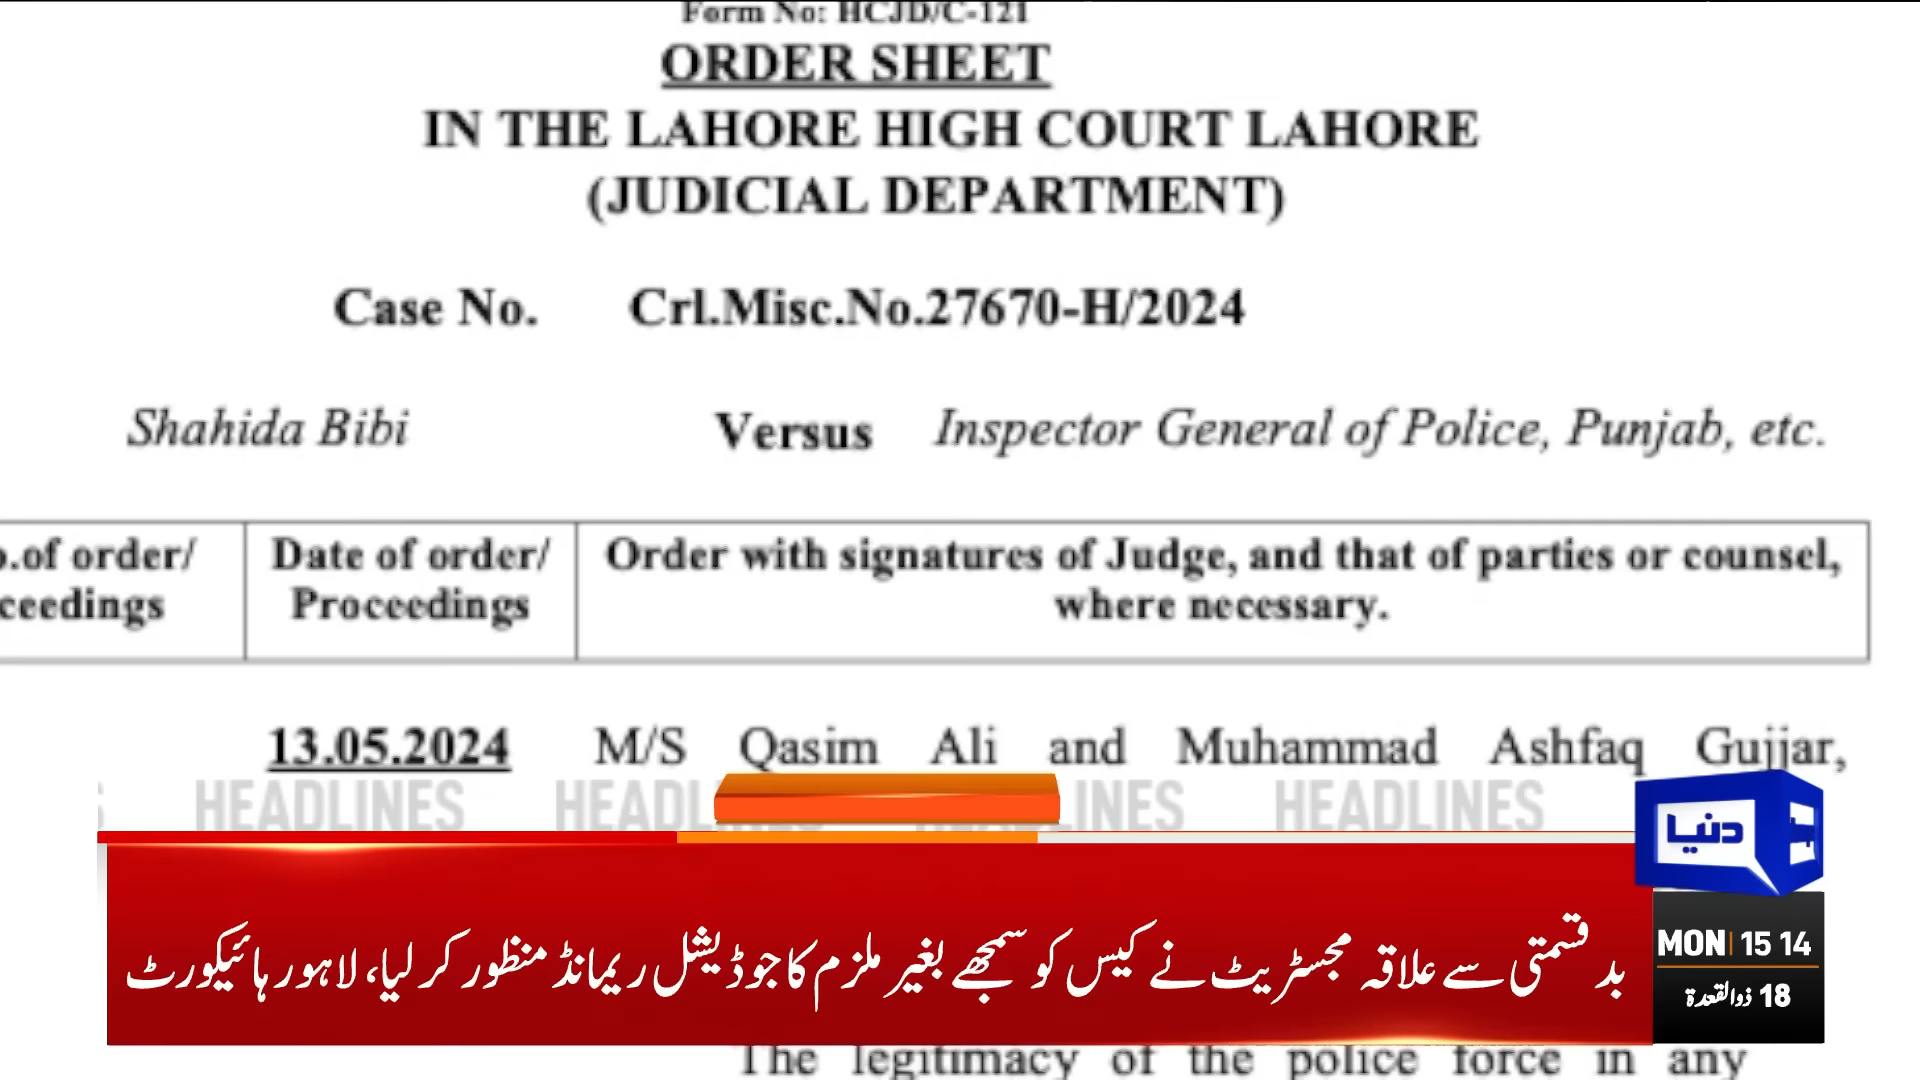 Form No: HCJD/C-121
ORDER SHEET
IN THE LAHORE HIGH COURT LAHORE
(JUDICIAL DEPARTMENT)
Case No. Crl.Misc.No.27670-H/2024
Shahida Bibi Versus Inspector General of Police, Punjab, etc.
of order/ Date of order/ Order with signatures of Judge, and that of parties or counsel,
ceedings Proceedings where necessary.
13.05.2024 M/S Qasim Ali and Muhammad Ashfaq Gujjar,
HEADLINES HEADL INES HEADLINES
دنیا
بدقسمتی سے علاقہ مجسٹریٹ نے کیس کو سمجھے بغیر ملزم کا جوڈیشل ریمانڈ منظور کر لیا، لاہور ہائیکورٹ
MON 15 14
18 ذوالقعدۃ
The legitimacy of the police force in any